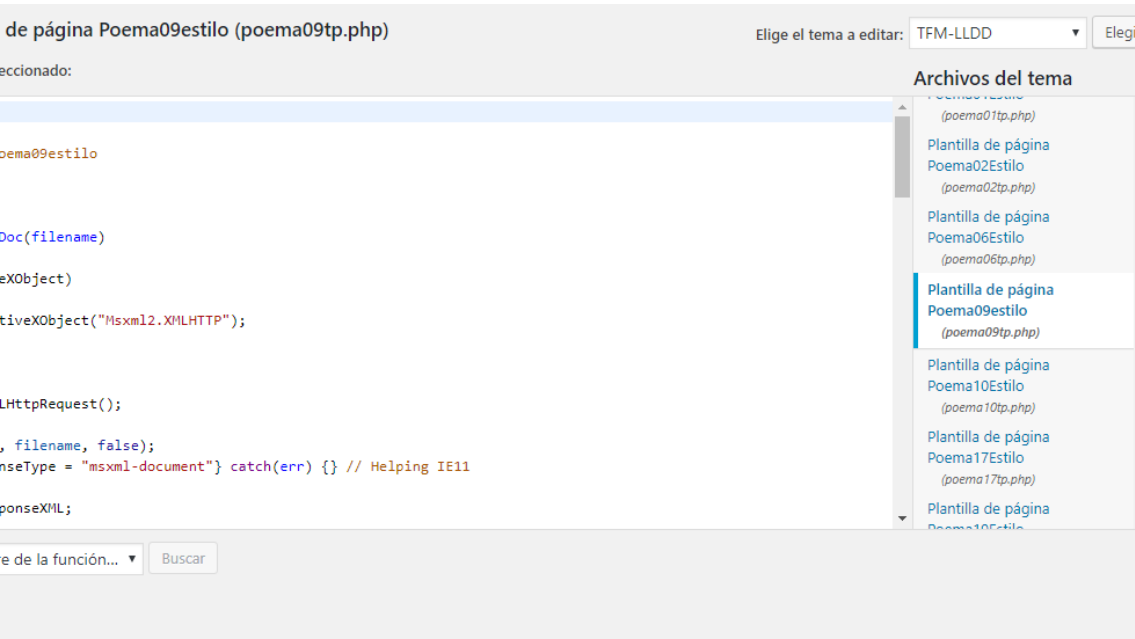 de página Poema09estilo (poema09tp.php)
Elige el tema a editar: TFM-LLDD
Elegi
eccionado:
Archivos del tema
oema09estilo
Doc(filename)
eXObject)
tiveXObject("Msxml2.XMLHTTP");
LHttpRequest();
, filename, false);
nseType = "msxml-document"} catch(err) {} // Helping IE11
ponseXML;
(poema01tp.php)
Plantilla de página
Poema02Estilo
(poema02tp.php)
Plantilla de página
Poema06Estilo
(poema06tp.php)
Plantilla de página
Poema09estilo
(poema09tp.php)
Plantilla de página
Poema10Estilo
(poema10tp.php)
Plantilla de página
Poema17Estilo
(poema17tp.php)
Plantilla de página
re de la función...
Buscar